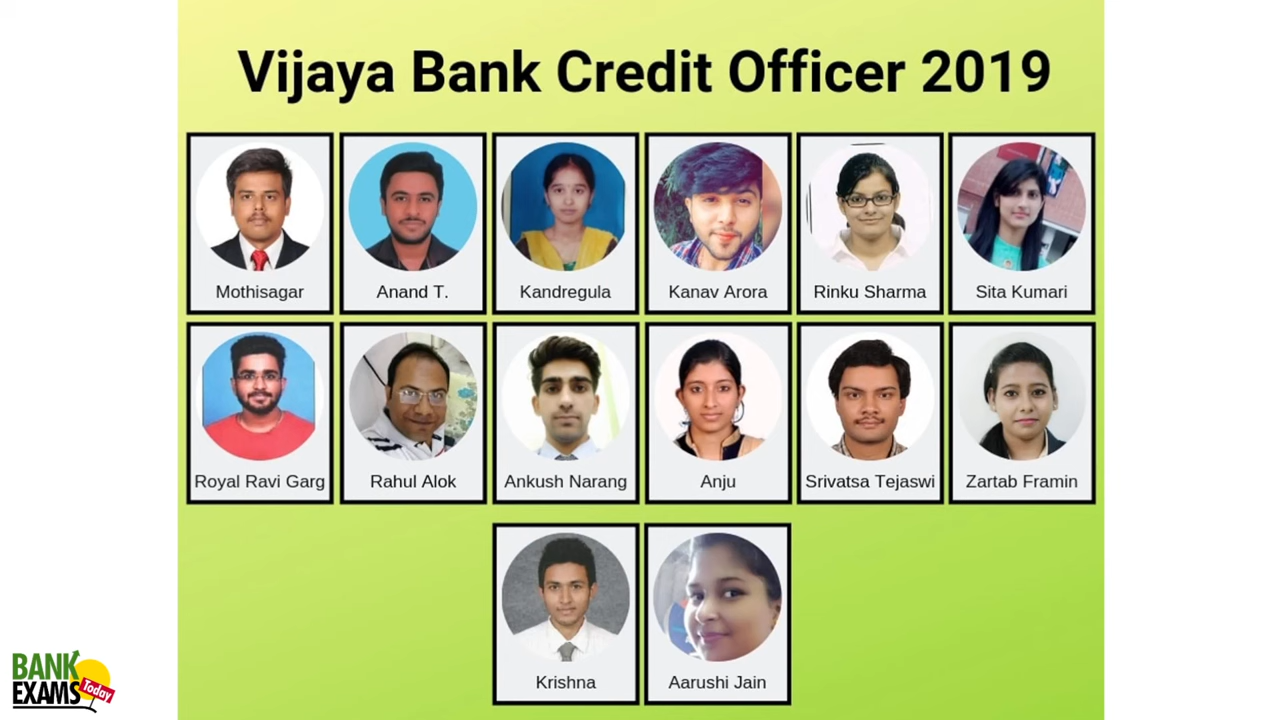 Vijaya Bank Credit Officer 2019
Mothisagar
Anand T.
Kandregula
Kanav Arora
Rinku Sharma
Sita Kumari
Royal Ravi Garg
Rahul Alok
Ankush Narang
Anju
Srivatsa Tejaswi
Zartab Framin
Krishna
Aarushi Jain
BANK
EXAMS Today